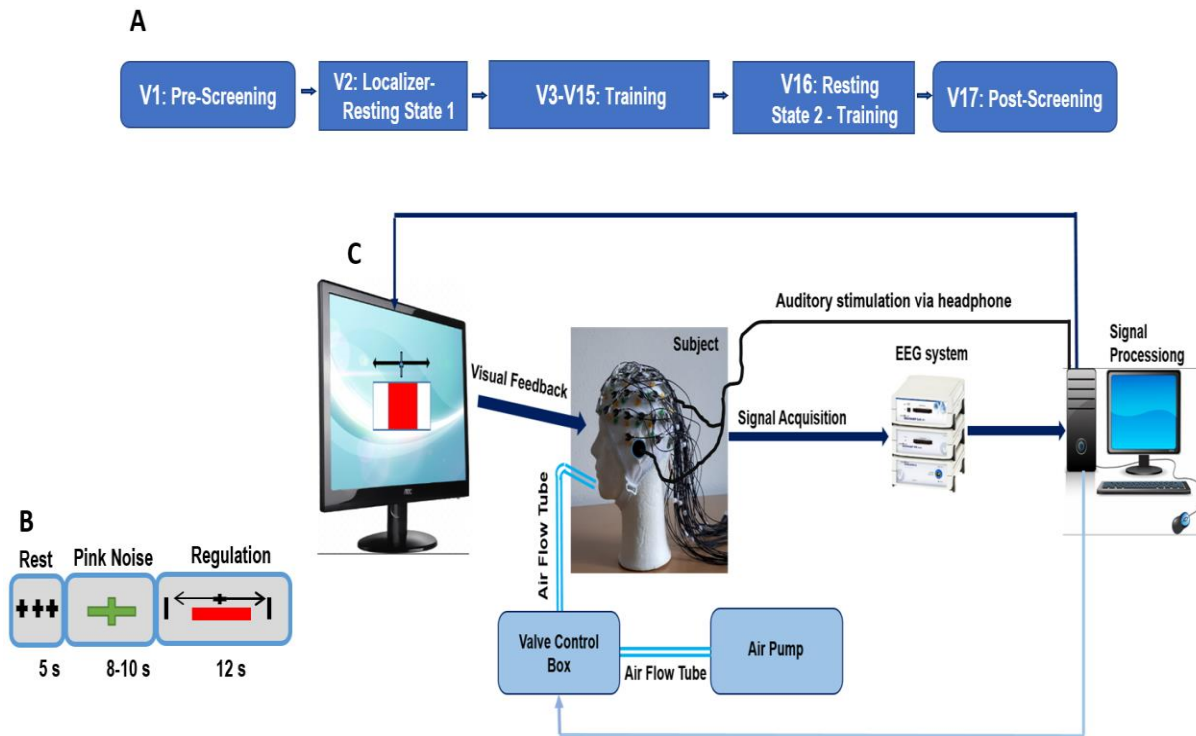 A
V1: Pre-Screening
V2: Localizer-
Resting State 1
V3-V15: Training
V16: Resting
State 2 - Training
V17: Post-Screening
C
Visual Feedback
Subject
Auditory stimulation via headphone
EEG system
Signal
Processiong
Signal Acquisition
Air Flow Tube
B
Rest
Pink Noise
Regulation
5 s
8-10 s
12 s
Valve Control
Box
Air Flow Tube
Air Pump